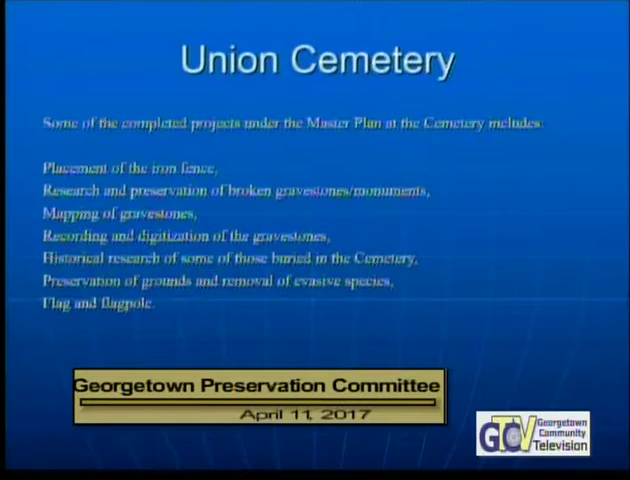 Union Cemetery
Some of the completed projects under the Master Plan at the Cemetery includes:
Placement of the iron fence,
Research and preservation of broken gravestones/monuments,
Mapping of gravestones,
Recording and digitization of the gravestones,
Historical research of some of those buried in the Cemetery,
Preservation of grounds and removal of evasive species,
Flag and flagpole.
Georgetown Preservation Committee
April 11, 2017
GCTV Georgetown
Community
Television